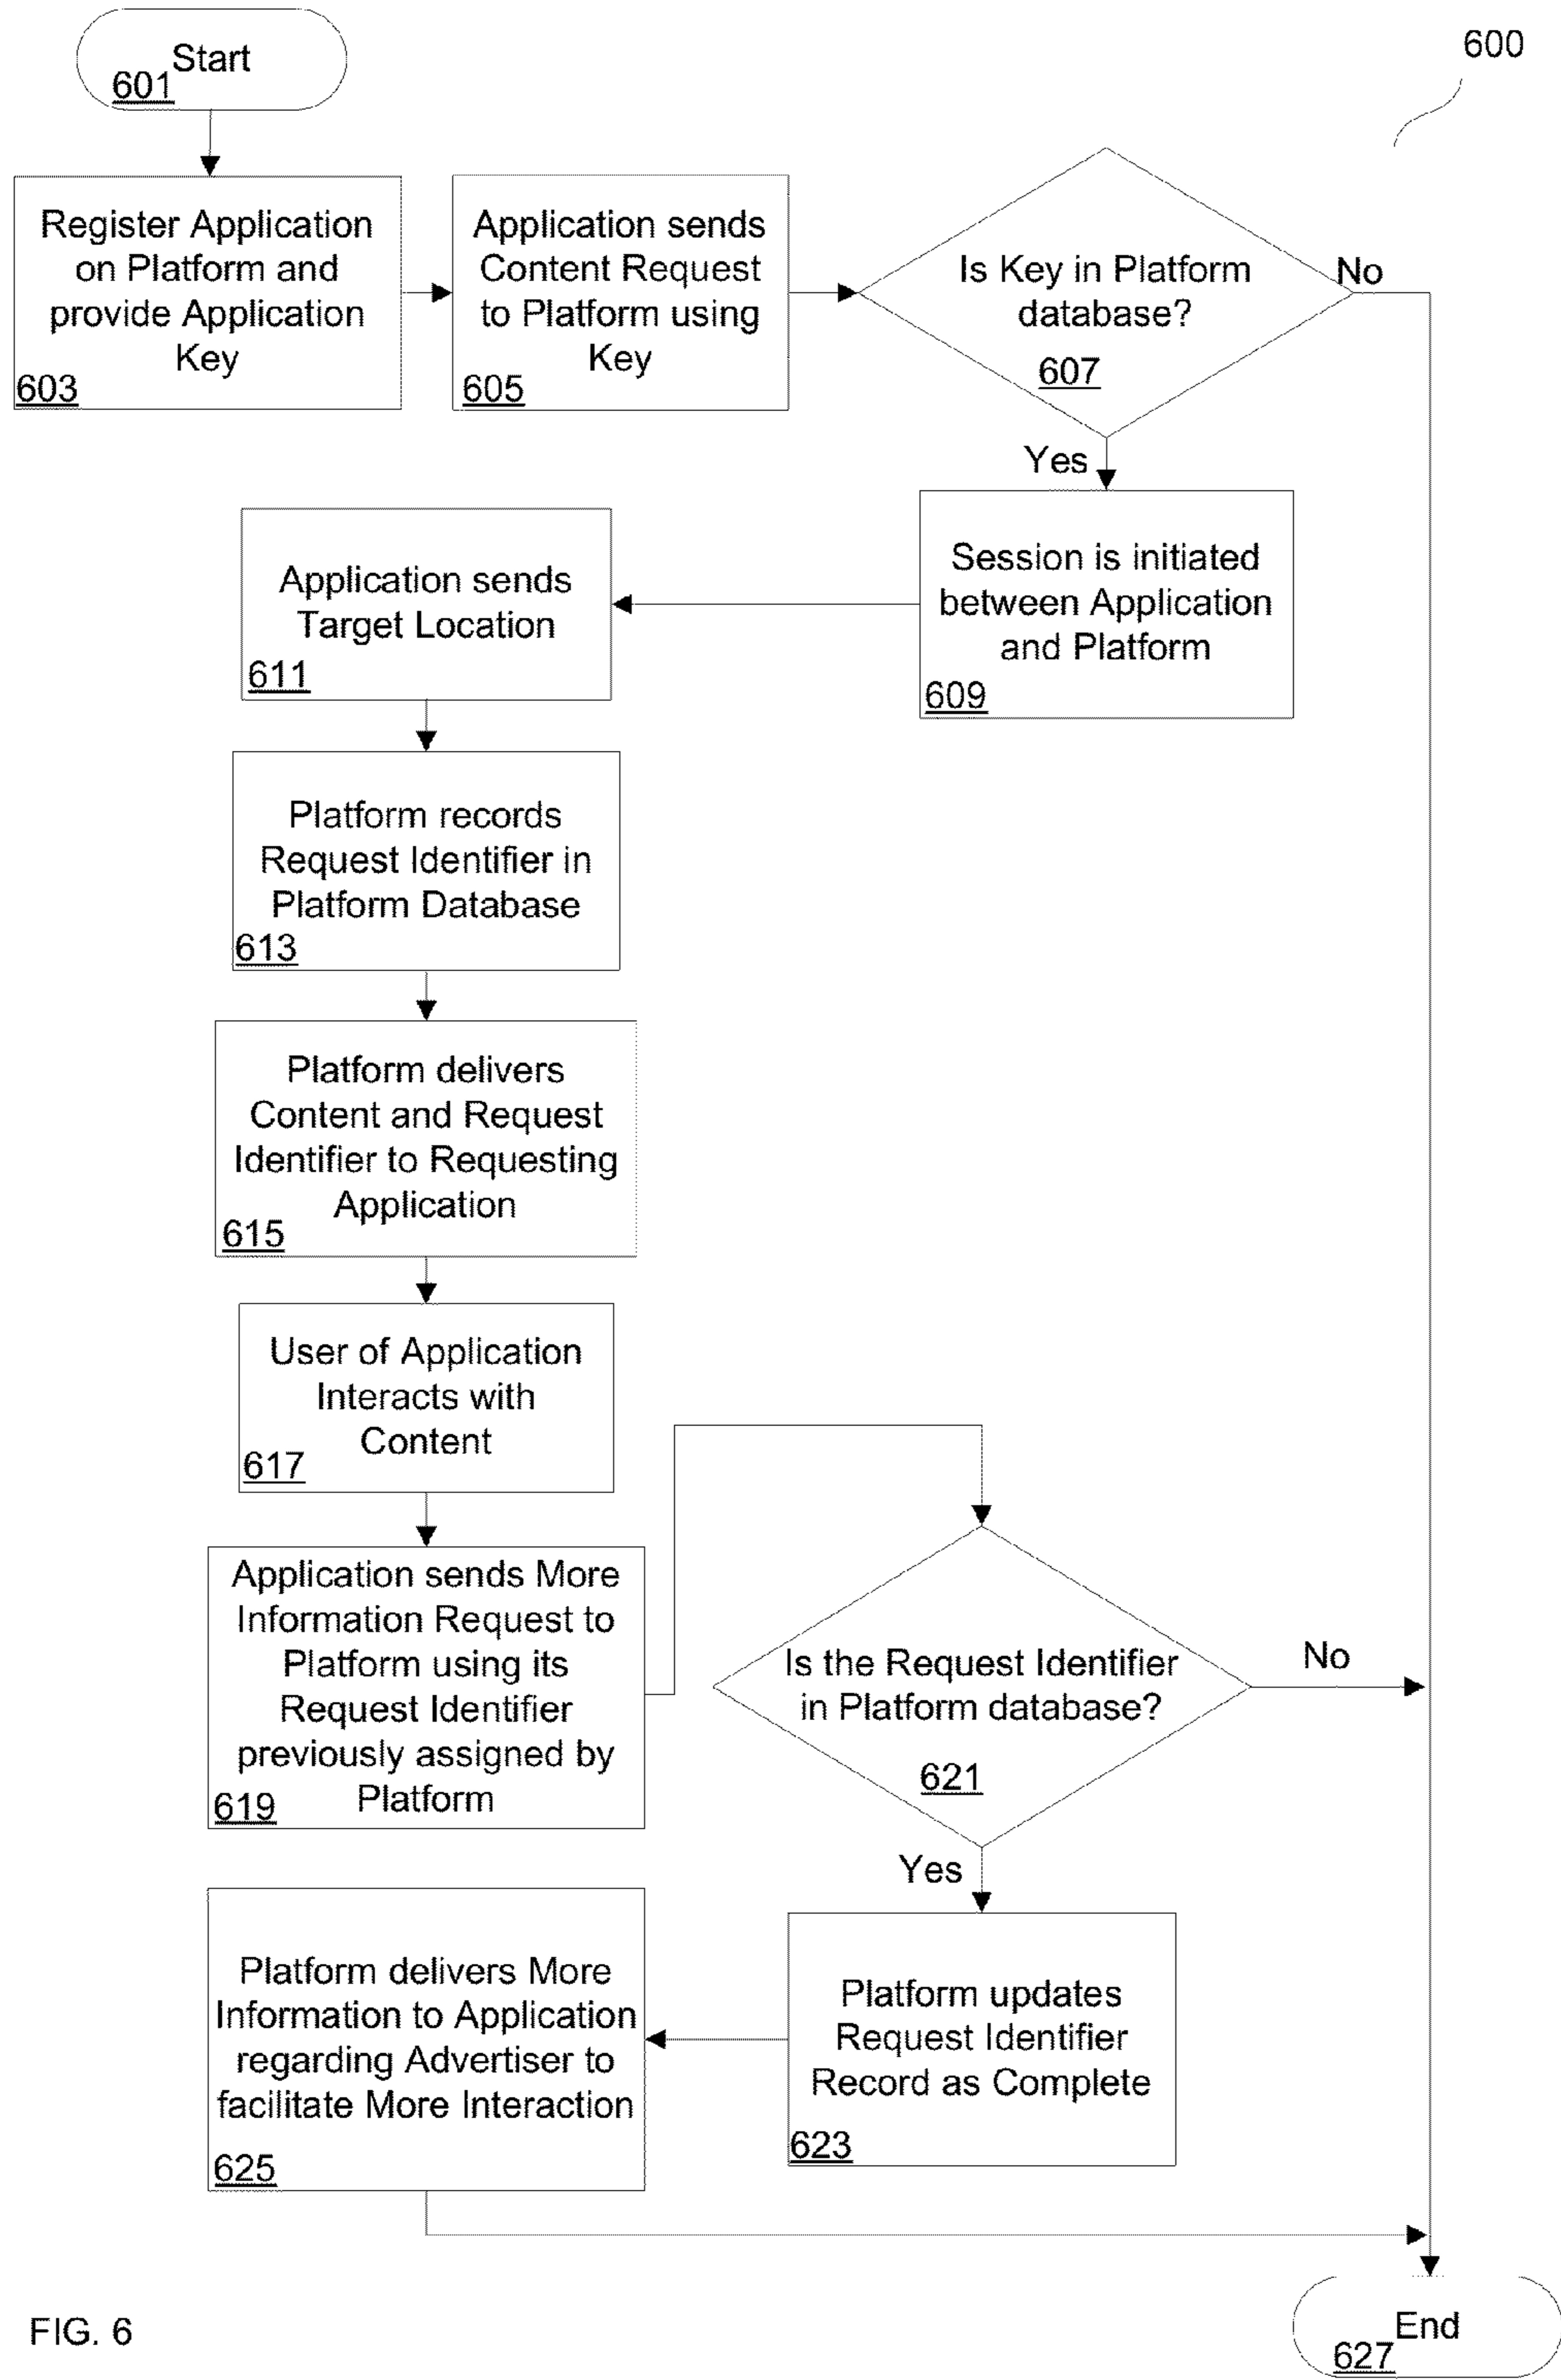 Start
601
600
Register Application
on Platform and
provide Application
Key
603
Application sends
Content Request
to Platform using
Key
605
Is Key in Platform
database?
607
No
Yes
Session is initiated
between Application
and Platform
609
Application sends
Target Location
611
Platform records
Request Identifier in
Platform Database
613
Platform delivers
Content and Request
Identifier to Requesting
Application
615
User of Application
Interacts with
Content
617
Application sends More
Information Request to
Platform using its
Request Identifier
previously assigned by
Platform
619
Is the Request Identifier
in Platform database?
621
No
Yes
Platform updates
Request Identifier
Record as Complete
623
Platform delivers More
Information to Application
regarding Advertiser to
facilitate More Interaction
625
End
627
FIG. 6